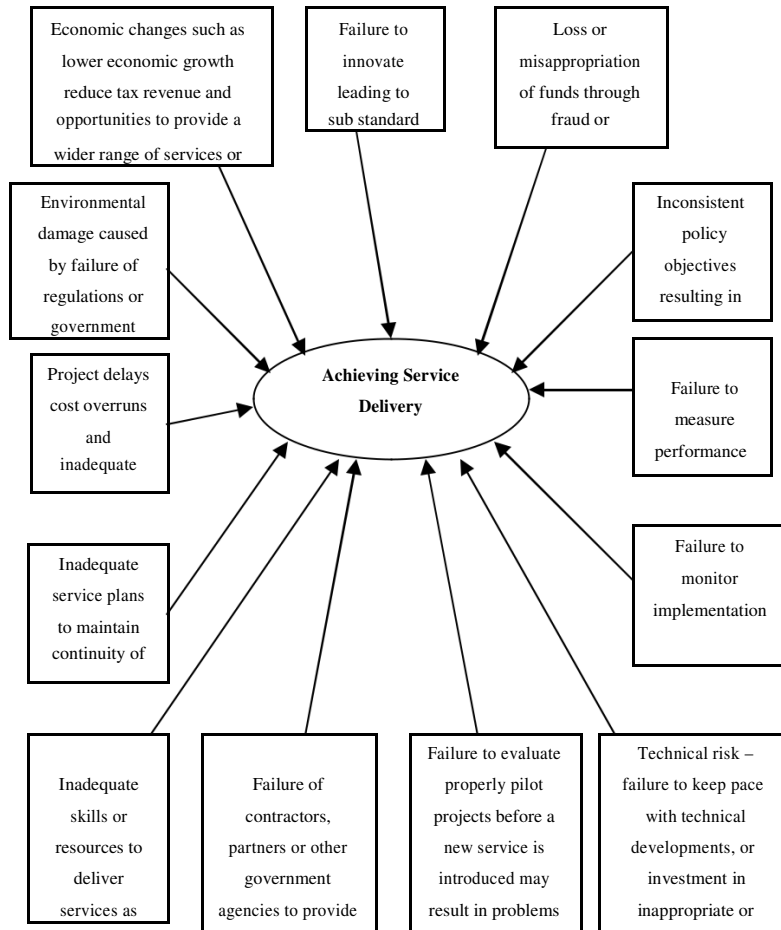 Economic changes such as
lower economic growth
reduce tax revenue and
opportunities to provide a
wider range of services or
Failure to
innovate
leading to
sub standard
Loss or
misappropriation
of funds through
fraud or
Environmental
damage caused
by failure of
regulations or
government
Inconsistent
policy
objectives
resulting in
Achieving Service
Delivery
Project delays
cost overruns
and
inadequate
Failure to
measure
performance
Inadequate
service plans
to maintain
continuity of
Failure to
monitor
implementation
Inadequate
skills or
resources to
deliver
services as
Failure of
contractors,
partners or other
government
agencies to provide
Failure to evaluate
properly pilot
projects before a
new service is
introduced may
result in problems
Technical risk –
failure to keep pace
with technical
developments, or
investment in
inappropriate or